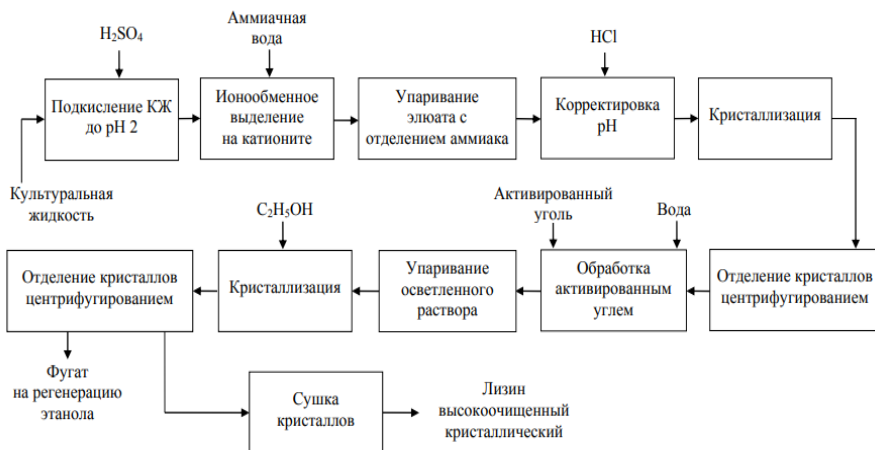 H₂SO₄
Аммиачная
вода
HCl
Подкисление КЖ
до pH 2
Ионообменное
выделение
на катионите
Упаривание
элюата с
отделением аммиака
Корректировка
pH
Кристаллизация
Культуральная
жидкость
C₂H₅OH
Активированный
уголь
Вода
Отделение кристаллов
центрифугированием
Кристаллизация
Упаривание
осветленного
раствора
Обработка
активированным
углем
Отделение кристаллов
центрифугированием
Фугат
на регенерацию
этанола
Сушка
кристаллов
Лизин
высокоочищенный
кристаллический